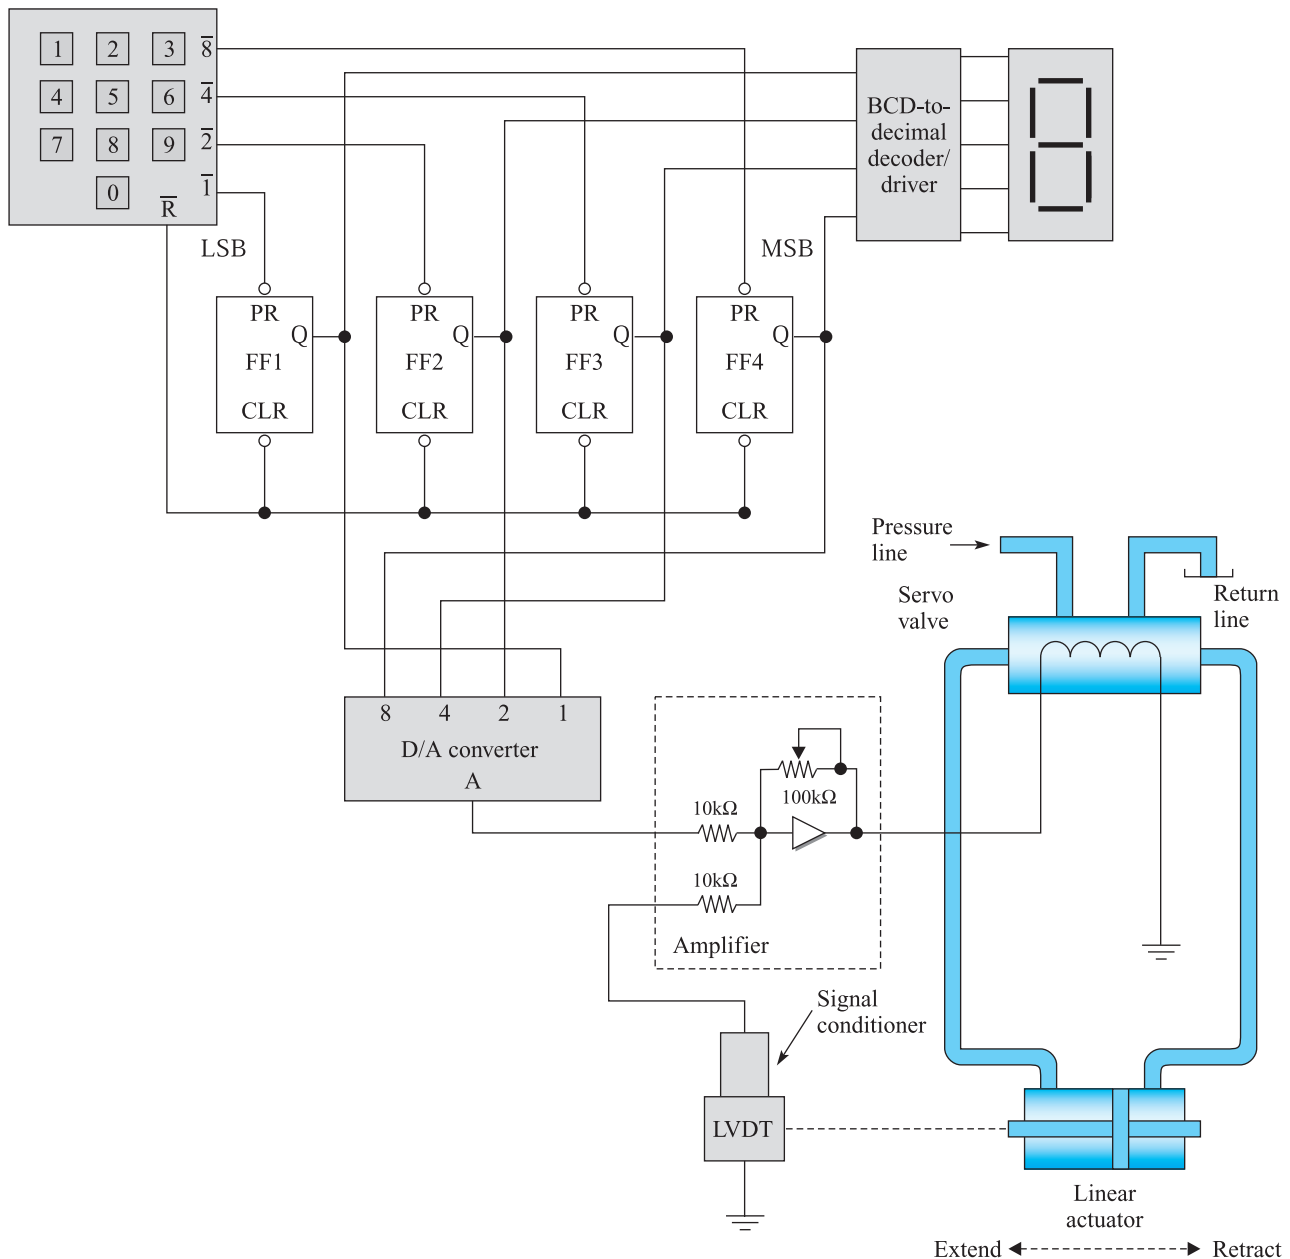 1 2 3 8̅
4 5 6 4̅
7 8 9 2̅
0 1̅
R̅
LSB
MSB
BCD-to-
decimal
decoder/
driver
PR
Q
FF1
CLR
PR
Q
FF2
CLR
PR
Q
FF3
CLR
PR
Q
FF4
CLR
Pressure
line
Return
line
Servo
valve
8 4 2 1
D/A converter
A
100kΩ
10kΩ
10kΩ
Amplifier
Signal
conditioner
LVDT
Linear
actuator
Extend
Retract